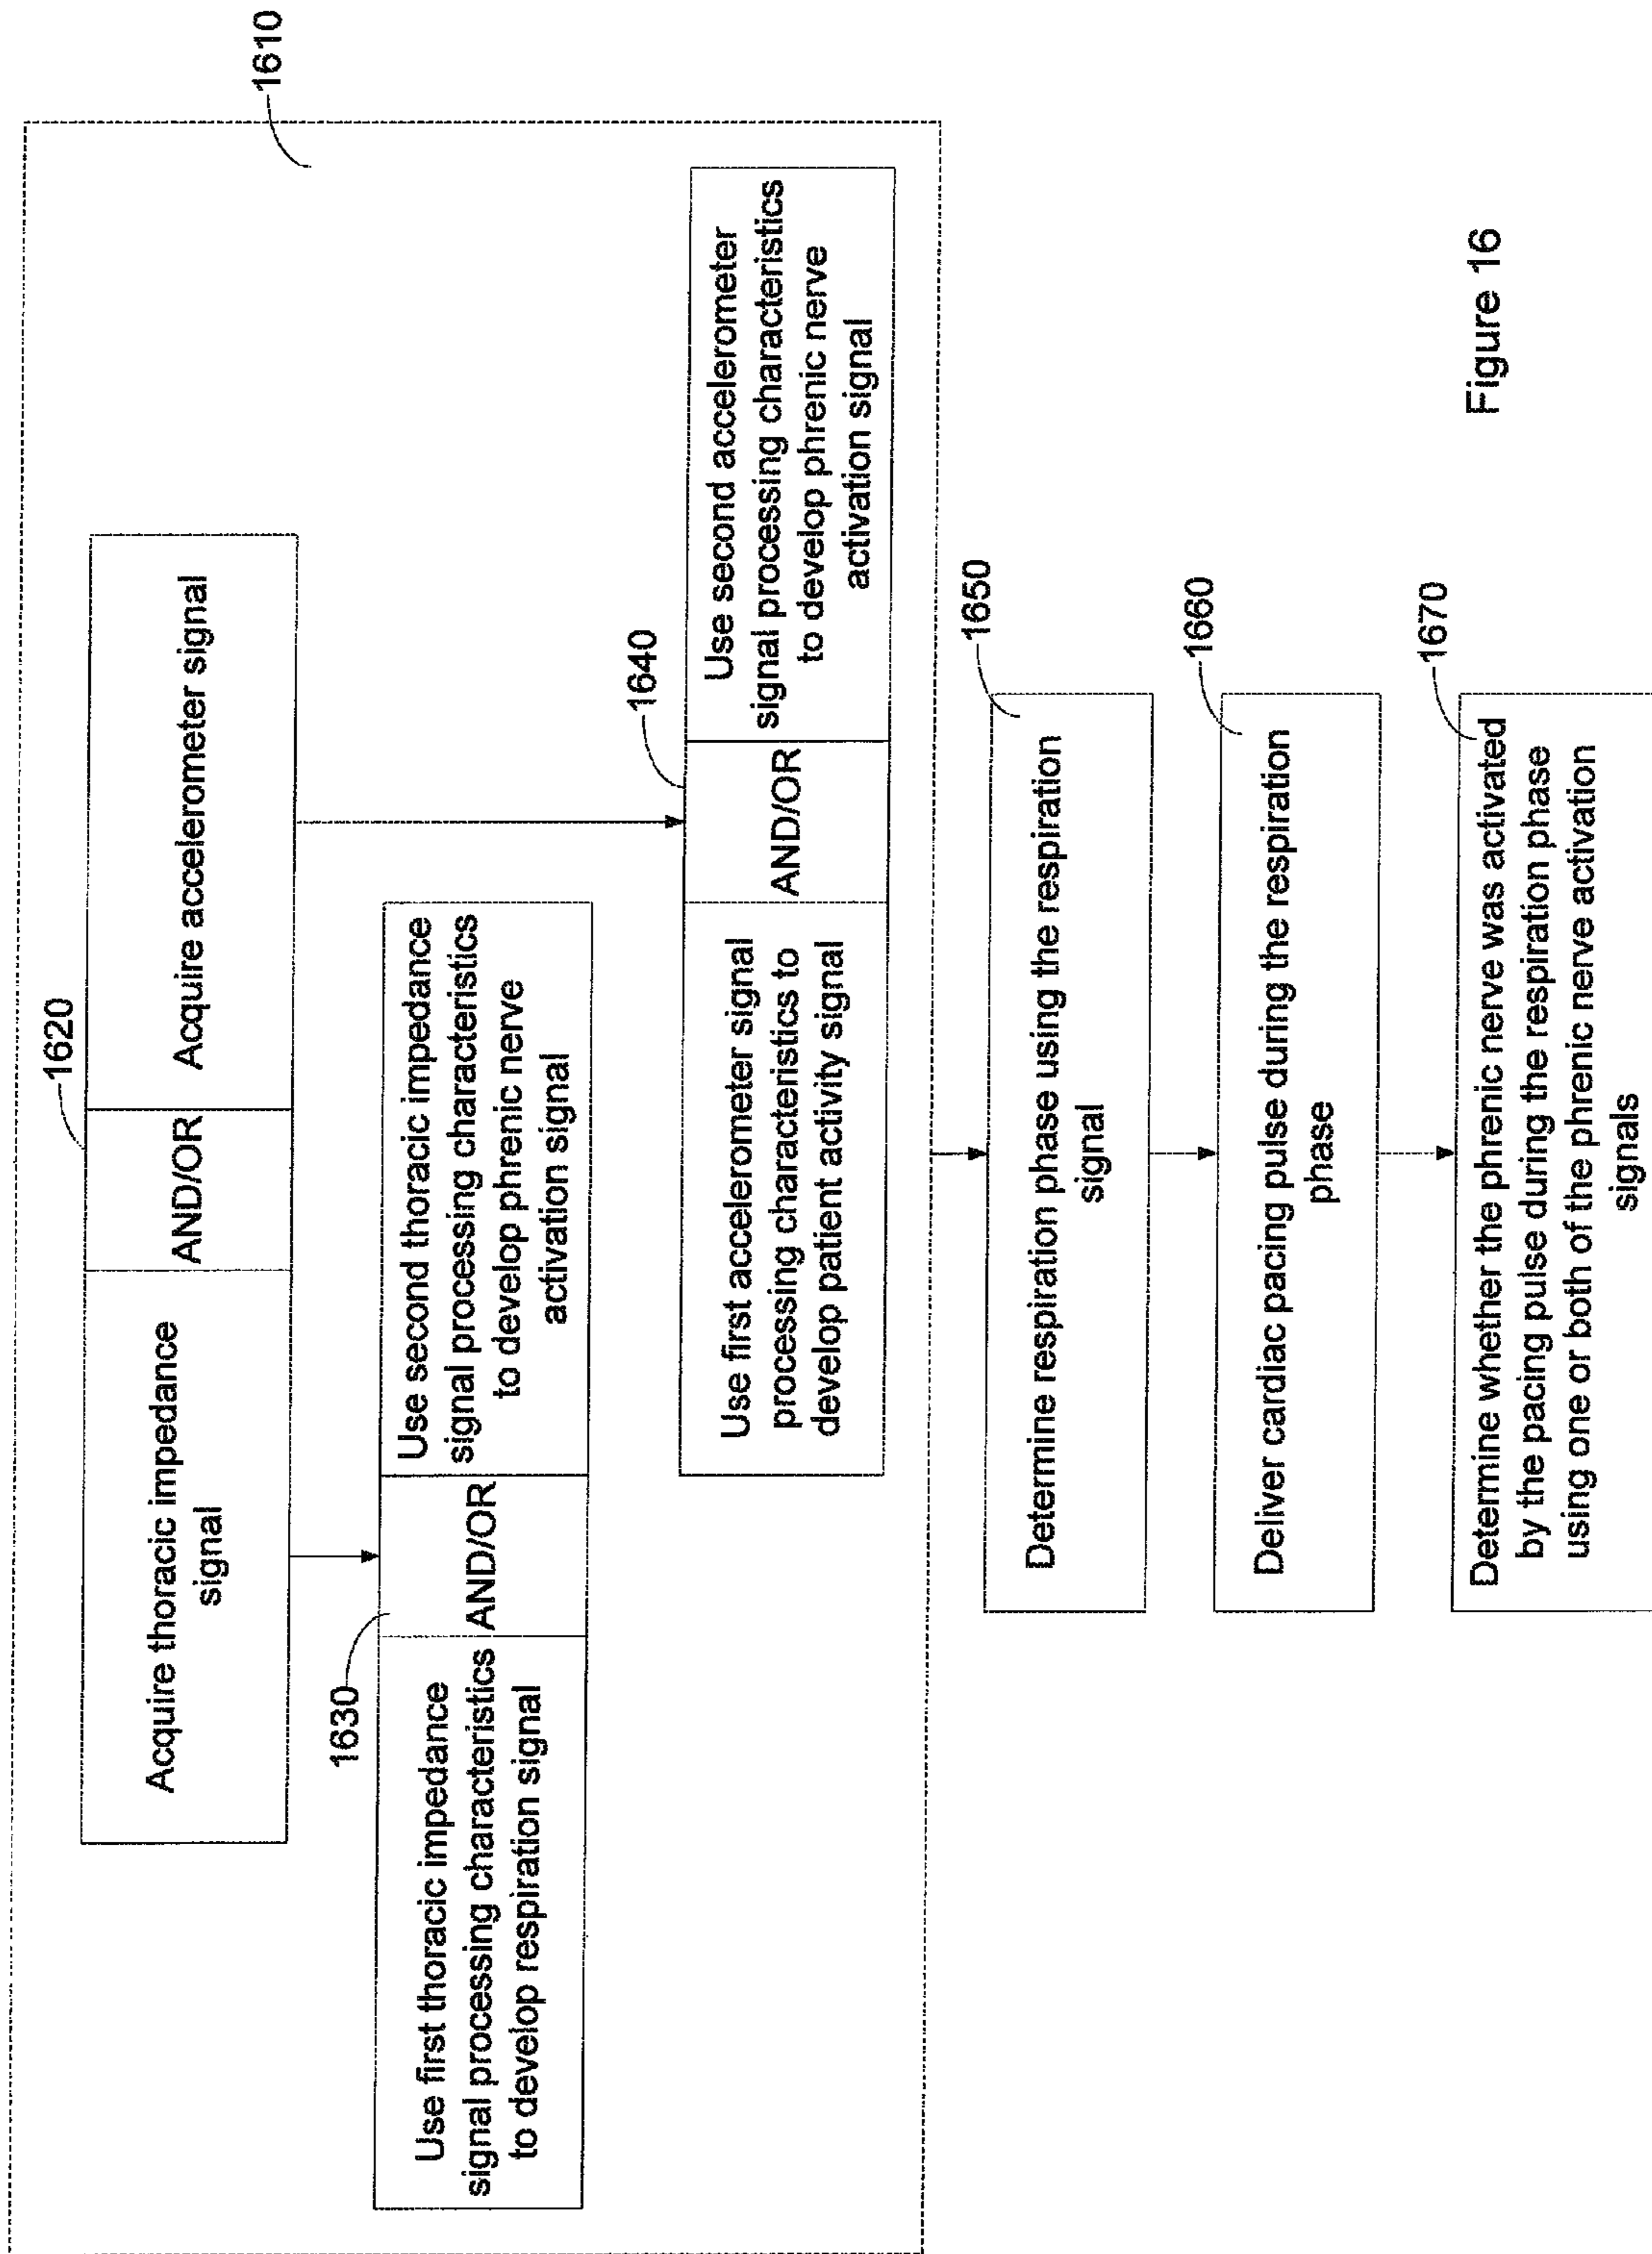 1610
1620
Acquire thoracic impedance
signal
AND/OR
Acquire accelerometer signal
1630
Use first thoracic impedance
signal processing characteristics
to develop respiration signal
AND/OR
Use second thoracic impedance
signal processing characteristics
to develop phrenic nerve
activation signal
1640
Use first accelerometer signal
processing characteristics to
develop patient activity signal
AND/OR
Use second accelerometer
signal processing characteristics
to develop phrenic nerve
activation signal
1650
Determine respiration phase using the respiration
signal
1660
Deliver cardiac pacing pulse during the respiration
phase
1670
Determine whether the phrenic nerve was activated
by the pacing pulse during the respiration phase
using one or both of the phrenic nerve activation
signals
Figure 16